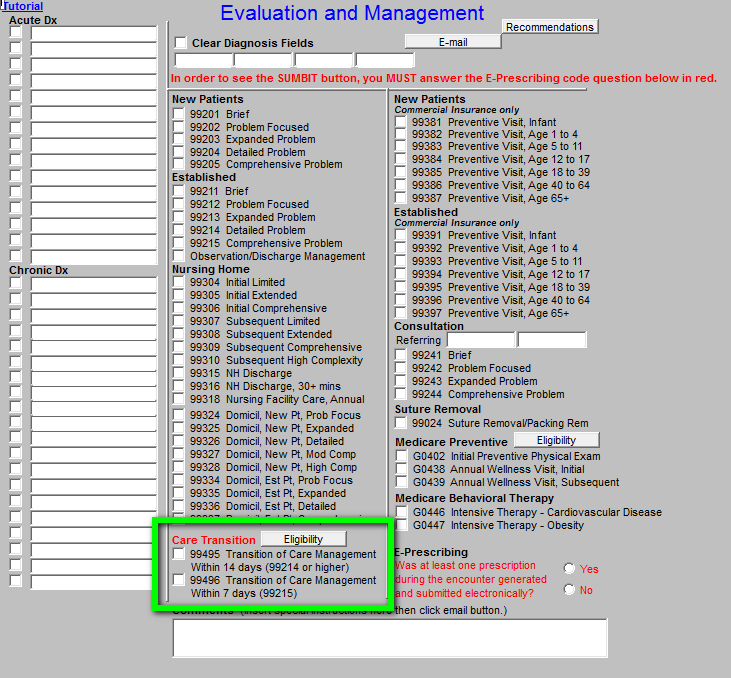 Tutorial
Evaluation and Management
Acute Dx
Recommendations
Clear Diagnosis Fields
E-mail
In order to see the SUMBIT button, you MUST answer the E-Prescribing code question below in red.
New Patients
99201 Brief
99202 Problem Focused
99203 Expanded Problem
99204 Detailed Problem
99205 Comprehensive Problem
Established
99211 Brief
99212 Problem Focused
99213 Expanded Problem
99214 Detailed Problem
99215 Comprehensive Problem
Observation/Discharge Management
Chronic Dx
Nursing Home
99304 Initial Limited
99305 Initial Extended
99306 Initial Comprehensive
99307 Subsequent Limited
99308 Subsequent Extended
99309 Subsequent Comprehensive
99310 Subsequent High Complexity
99315 NH Discharge
99316 NH Discharge, 30+ mins
99318 Nursing Facility Care, Annual
99324 Domicil, New Pt, Prob Focus
99325 Domicil, New Pt, Expanded
99326 Domicil, New Pt, Detailed
99327 Domicil, New Pt, Mod Comp
99328 Domicil, New Pt, High Comp
99334 Domicil, Est Pt, Prob Focus
99335 Domicil, Est Pt, Expanded
99336 Domicil, Est Pt, Detailed
Care Transition Eligibility
99495 Transition of Care Management
Within 14 days (99214 or higher)
99496 Transition of Care Management
Within 7 days (99215)
New Patients
Commercial Insurance only
99381 Preventive Visit, Infant
99382 Preventive Visit, Age 1 to 4
99383 Preventive Visit, Age 5 to 11
99384 Preventive Visit, Age 12 to 17
99385 Preventive Visit, Age 18 to 39
99386 Preventive Visit, Age 40 to 64
99387 Preventive Visit, Age 65+
Established
Commercial Insurance only
99391 Preventive Visit, Infant
99392 Preventive Visit, Age 1 to 4
99393 Preventive Visit, Age 5 to 11
99394 Preventive Visit, Age 12 to 17
99395 Preventive Visit, Age 18 to 39
99396 Preventive Visit, Age 40 to 64
99397 Preventive Visit, Age 65+
Consultation
Referring
99241 Brief
99242 Problem Focused
99243 Expanded Problem
99244 Comprehensive Problem
Suture Removal
99024 Suture Removal/Packing Rem
Medicare Preventive Eligibility
G0402 Initial Preventive Physical Exam
G0438 Annual Wellness Visit, Initial
G0439 Annual Wellness Visit, Subsequent
Medicare Behavioral Therapy
G0446 Intensive Therapy - Cardiovascular Disease
G0447 Intensive Therapy - Obesity
E-Prescribing
Was at least one prescription
during the encounter generated
and submitted electronically?
Yes
No
Comments (Insert special instructions here then click email button.)